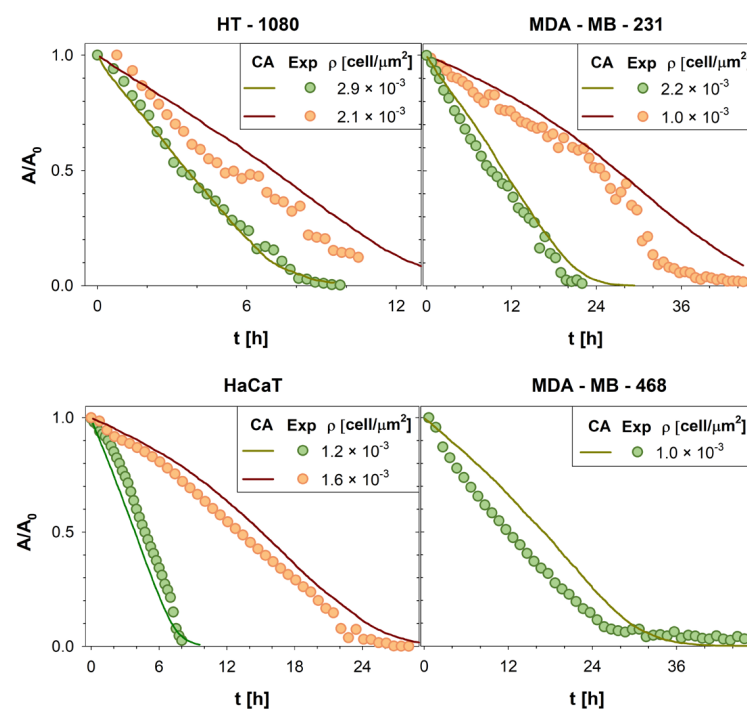 HT - 1080
MDA - MB - 231
CA Exp ρ [cell/μm²]
2.9 × 10⁻³
2.1 × 10⁻³
CA Exp ρ [cell/μm²]
2.2 × 10⁻³
1.0 × 10⁻³
A/A₀
1.0
0.5
0.0
0 6 12
0 12 24 36
t [h]
t [h]
HaCaT
MDA - MB - 468
CA Exp ρ [cell/μm²]
1.2 × 10⁻³
1.6 × 10⁻³
CA Exp ρ [cell/μm²]
1.0 × 10⁻³
A/A₀
1.0
0.5
0.0
0 6 12 18 24
0 12 24 36
t [h]
t [h]